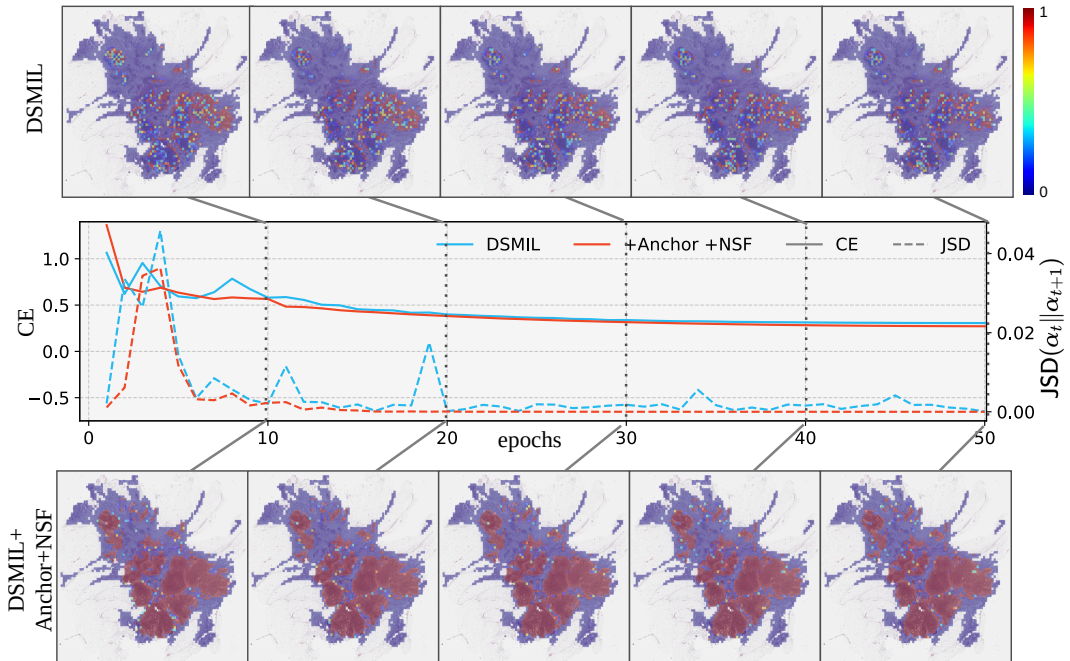 DSMIL
1
0
DSMIL +Anchor +NSF CE JSD
CE
1.0
0.5
0.0
−0.5
0.04
0.02
0.00
JSD(α_t||α_{t+1})
0 10 20 30 40 50
epochs
DSMIL+
Anchor+NSF